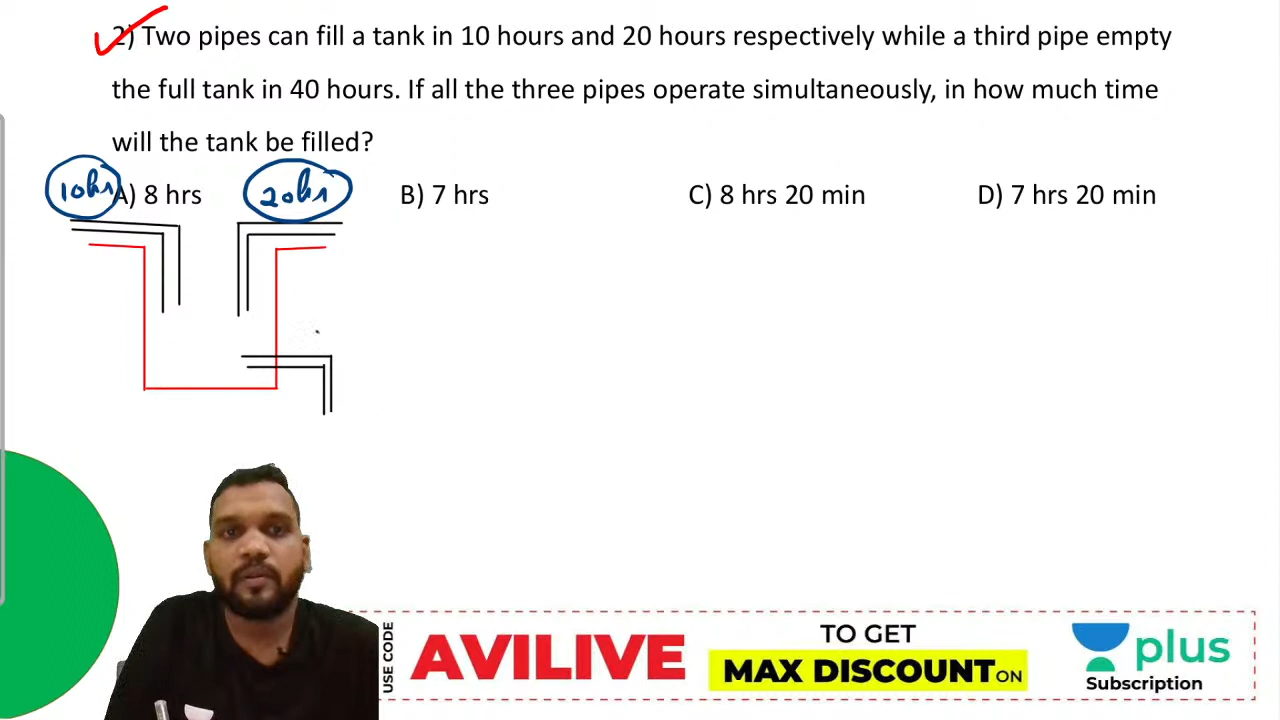 2) Two pipes can fill a tank in 10 hours and 20 hours respectively while a third pipe empty
the full tank in 40 hours. If all the three pipes operate simultaneously, in how much time
will the tank be filled?
10hr A) 8 hrs 20hr B) 7 hrs C) 8 hrs 20 min D) 7 hrs 20 min
USE CODE
AVILIVE
TO GET
MAX DISCOUNT ON
plus
Subscription